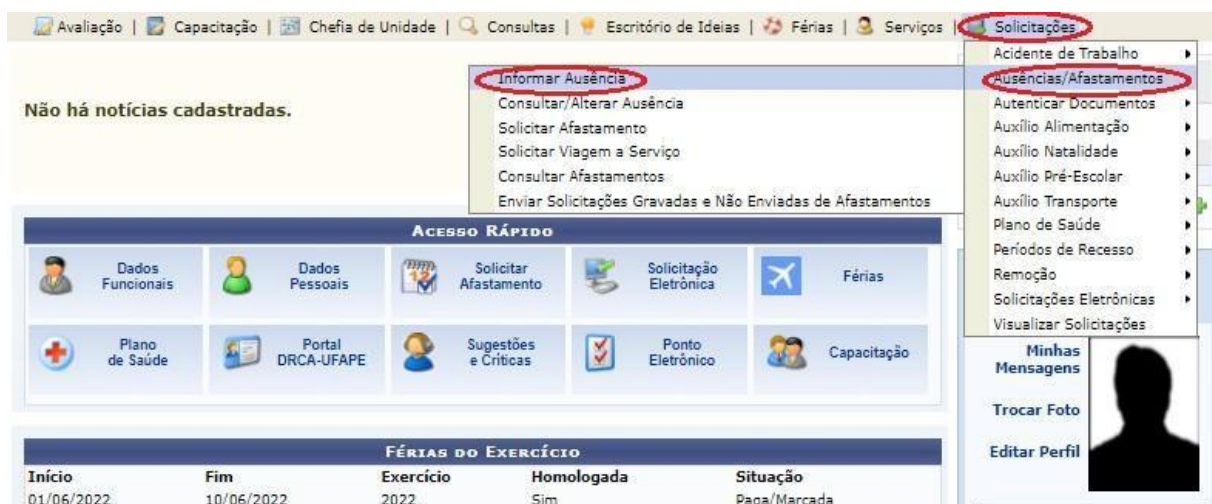 Avaliação | Capacitação | Chefia de Unidade | Consultas | Escritório de Ideias | Férias | Serviços | Solicitações
Não há notícias cadastradas.
Informar Ausência
Consultar/Alterar Ausência
Solicitar Afastamento
Solicitar Viagem a Serviço
Consultar Afastamentos
Enviar Solicitações Gravadas e Não Enviadas de Afastamentos
Acidente de Trabalho
Ausências/Afastamentos
Autenticar Documentos
Auxílio Alimentação
Auxílio Natalidade
Auxílio Pré-Escolar
Auxílio Transporte
Plano de Saúde
Períodos de Recesso
Remoção
Solicitações Eletrônicas
Visualizar Solicitações
ACESSO RÁPIDO
Dados Funcionais
Dados Pessoais
Solicitar Afastamento
Solicitação Eletrônica
Férias
Plano de Saúde
Portal DRCA-UFAPE
Sugestões e Críticas
Ponto Eletrônico
Capacitação
Minhas Mensagens
Trocar Foto
Editar Perfil
FÉRIAS DO EXERCÍCIO
Início Fim Exercício Homologada Situação
01/06/2022 10/06/2022 2022 Sim Paga/Marcada